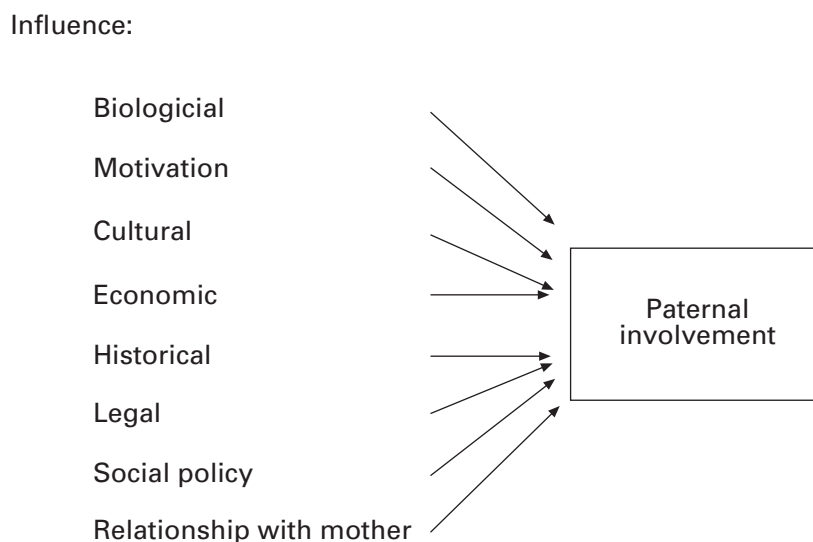 Influence:
Biologicial
Motivation
Cultural
Economic
Historical
Legal
Social policy
Relationship with mother
Paternal
involvement